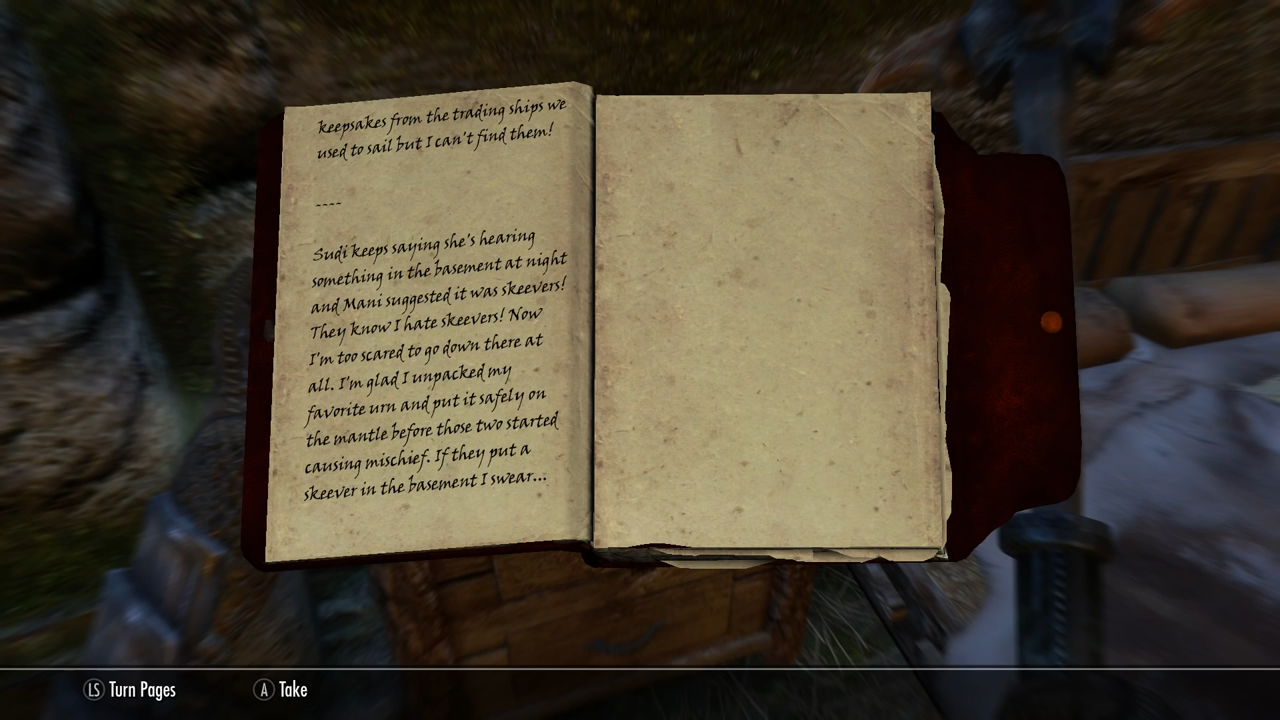 keepsakes from the trading ships we
used to sail but I can't find them!
----
Sudi keeps saying she's hearing
something in the basement at night
and Mani suggested it was skeevers!
They know I hate skeevers! Now
I'm too scared to go down there at
all. I'm glad I unpacked my
favorite urn and put it safely on
the mantle before those two started
causing mischief. If they put a
skeever in the basement I swear...
LS Turn Pages
A Take